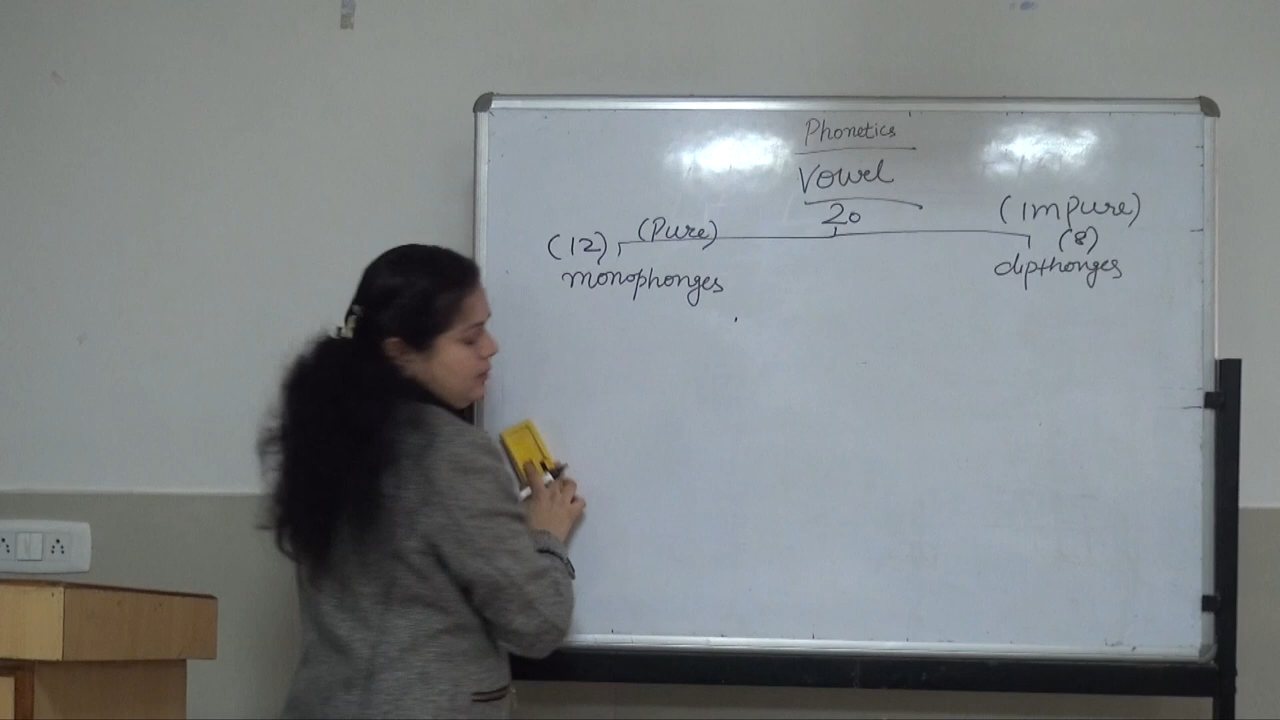 Phonetics
Vowel
20
(12) (Pure)
monophonges
(Impure)
(8)
dipthonges